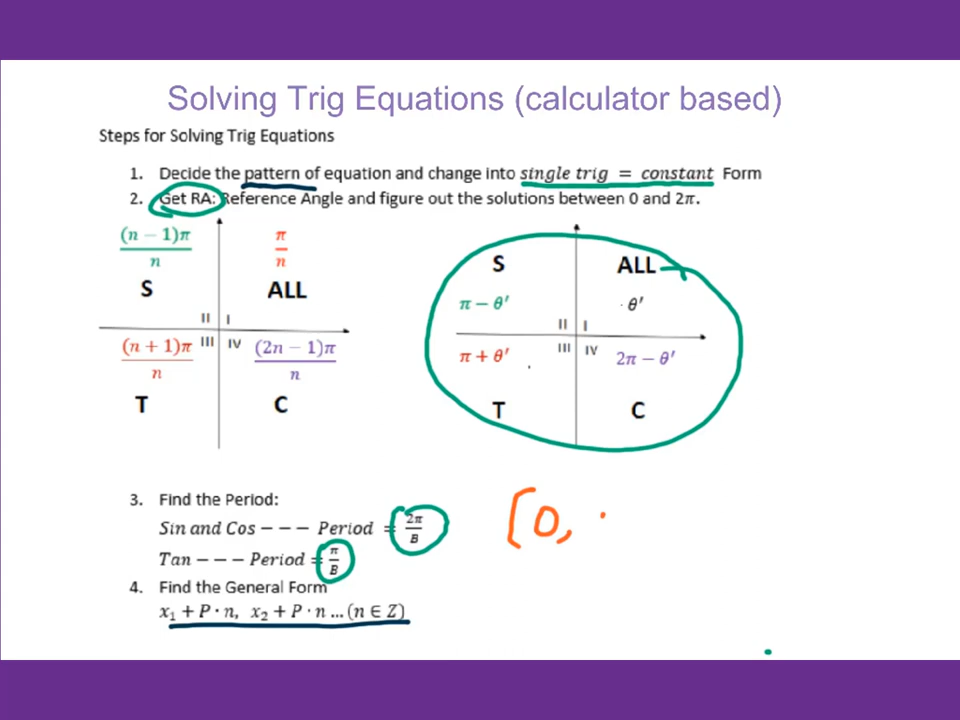 Solving Trig Equations (calculator based)
Steps for Solving Trig Equations
1. Decide the pattern of equation and change into single trig = constant Form
2. Get RA: Reference Angle and figure out the solutions between 0 and 2π.
(n − 1)π / n
π / n
S
ALL
II I
III IV
(n + 1)π / n
(2n − 1)π / n
T
C
S
ALL
π − θ′
θ′
II I
III IV
π + θ′
2π − θ′
T
C
3. Find the Period:
Sin and Cos − − − Period = 2π / B
Tan − − − Period = π / B
[0,
4. Find the General Form
x₁ + P · n, x₂ + P · n ... (n ∈ Z)